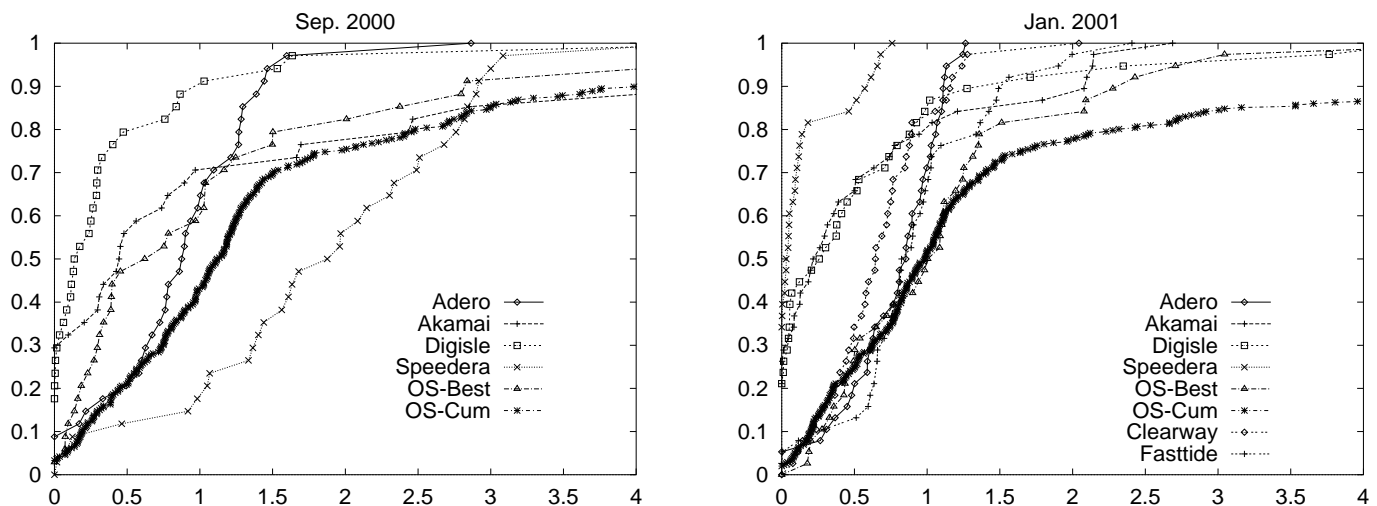 Sep. 2000
1
0.9
0.8
0.7
0.6
0.5
0.4
0.3
0.2
0.1
0
0 0.5 1 1.5 2 2.5 3 3.5 4
Adero
Akamai
Digisle
Speedera
OS-Best
OS-Cum
Jan. 2001
1
0.9
0.8
0.7
0.6
0.5
0.4
0.3
0.2
0.1
0
0 0.5 1 1.5 2 2.5 3 3.5 4
Adero
Akamai
Digisle
Speedera
OS-Best
OS-Cum
Clearway
Fasttide